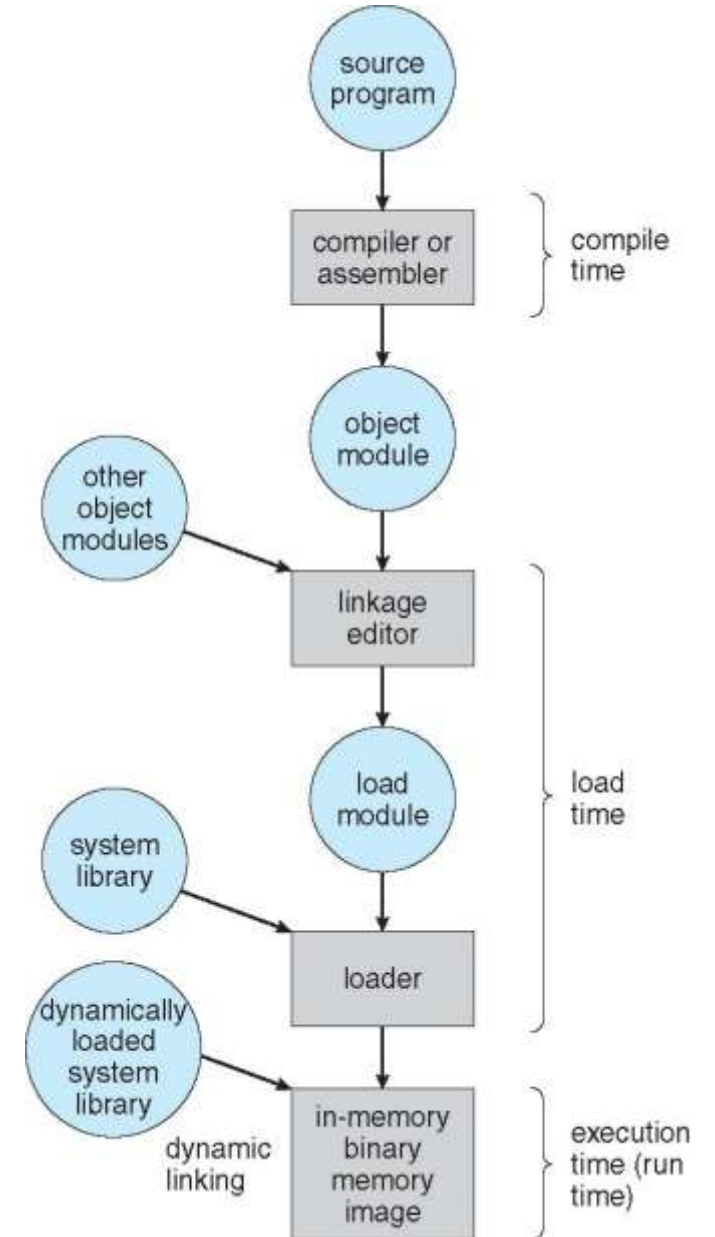 source
program
compiler or
assembler
compile
time
object
module
other
object
modules
linkage
editor
load
module
load
time
system
library
loader
dynamically
loaded
system
library
dynamic
linking
in-memory
binary
memory
image
execution
time (run
time)